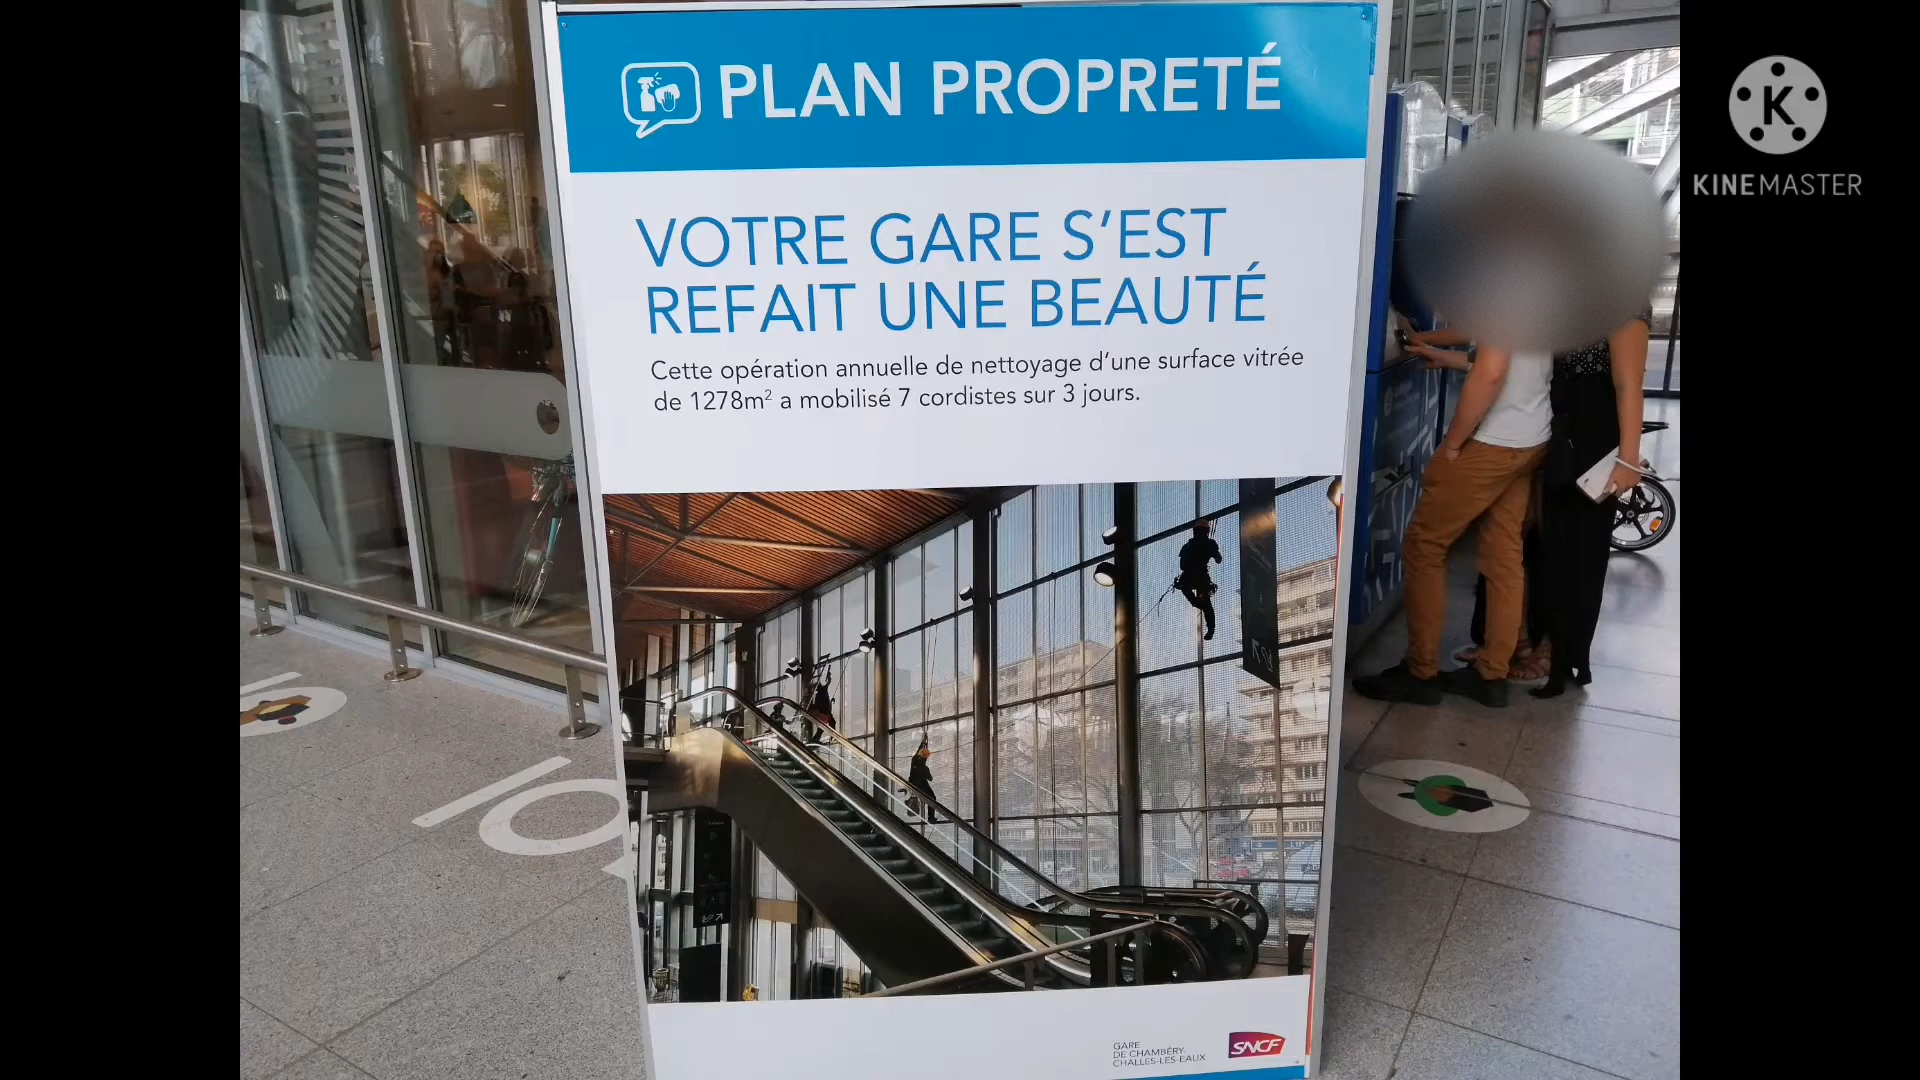 PLAN PROPRETÉ
VOTRE GARE S'EST
REFAIT UNE BEAUTÉ
Cette opération annuelle de nettoyage d'une surface vitrée
de 1278m² a mobilisé 7 cordistes sur 3 jours.
GARE
DE CHAMBÉRY-
CHALLES-LES-EAUX
SNCF
K
KINEMASTER